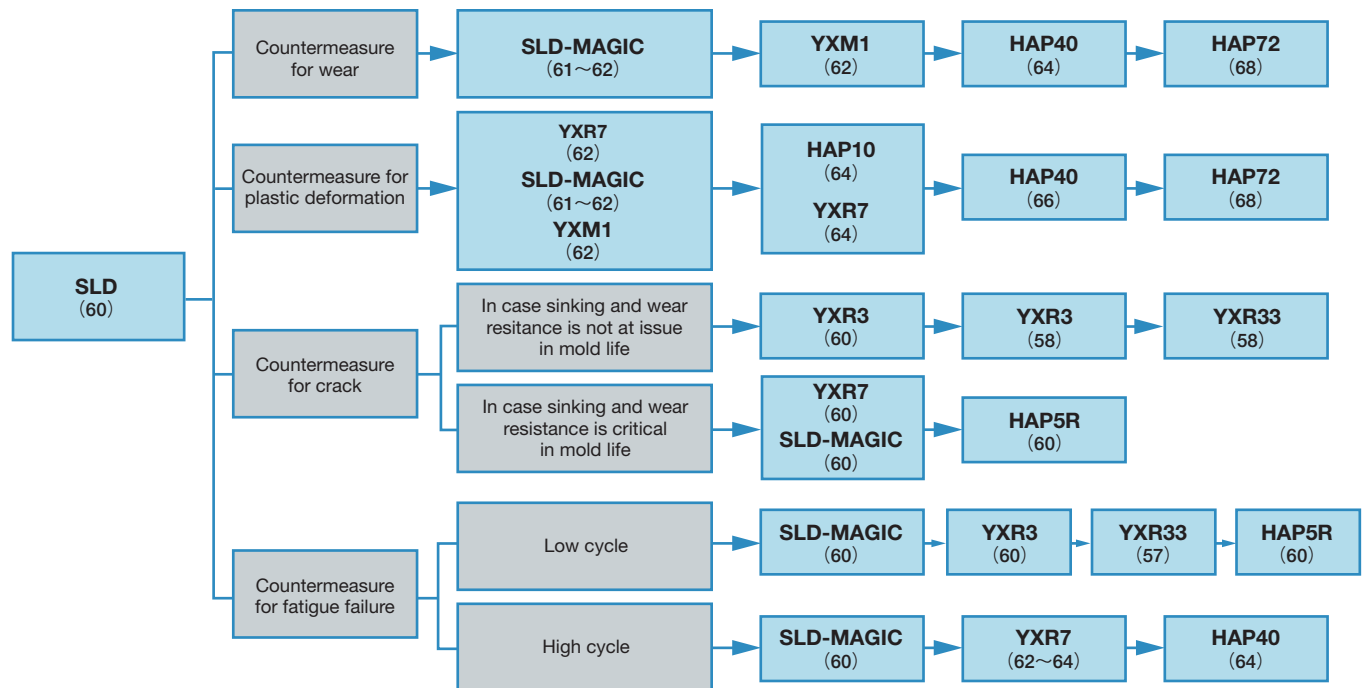 SLD
(60)
Countermeasure
for wear
SLD-MAGIC
(61～62)
YXM1
(62)
HAP40
(64)
HAP72
(68)
Countermeasure for
plastic deformation
YXR7
(62)
SLD-MAGIC
(61～62)
YXM1
(62)
HAP10
(64)
YXR7
(64)
HAP40
(66)
HAP72
(68)
Countermeasure
for crack
In case sinking and wear
resitance is not at issue
in mold life
YXR3
(60)
YXR3
(58)
YXR33
(58)
In case sinking and wear
resistance is critical
in mold life
YXR7
(60)
SLD-MAGIC
(60)
HAP5R
(60)
Countermeasure
for fatigue failure
Low cycle
SLD-MAGIC
(60)
YXR3
(60)
YXR33
(57)
HAP5R
(60)
High cycle
SLD-MAGIC
(60)
YXR7
(62～64)
HAP40
(64)